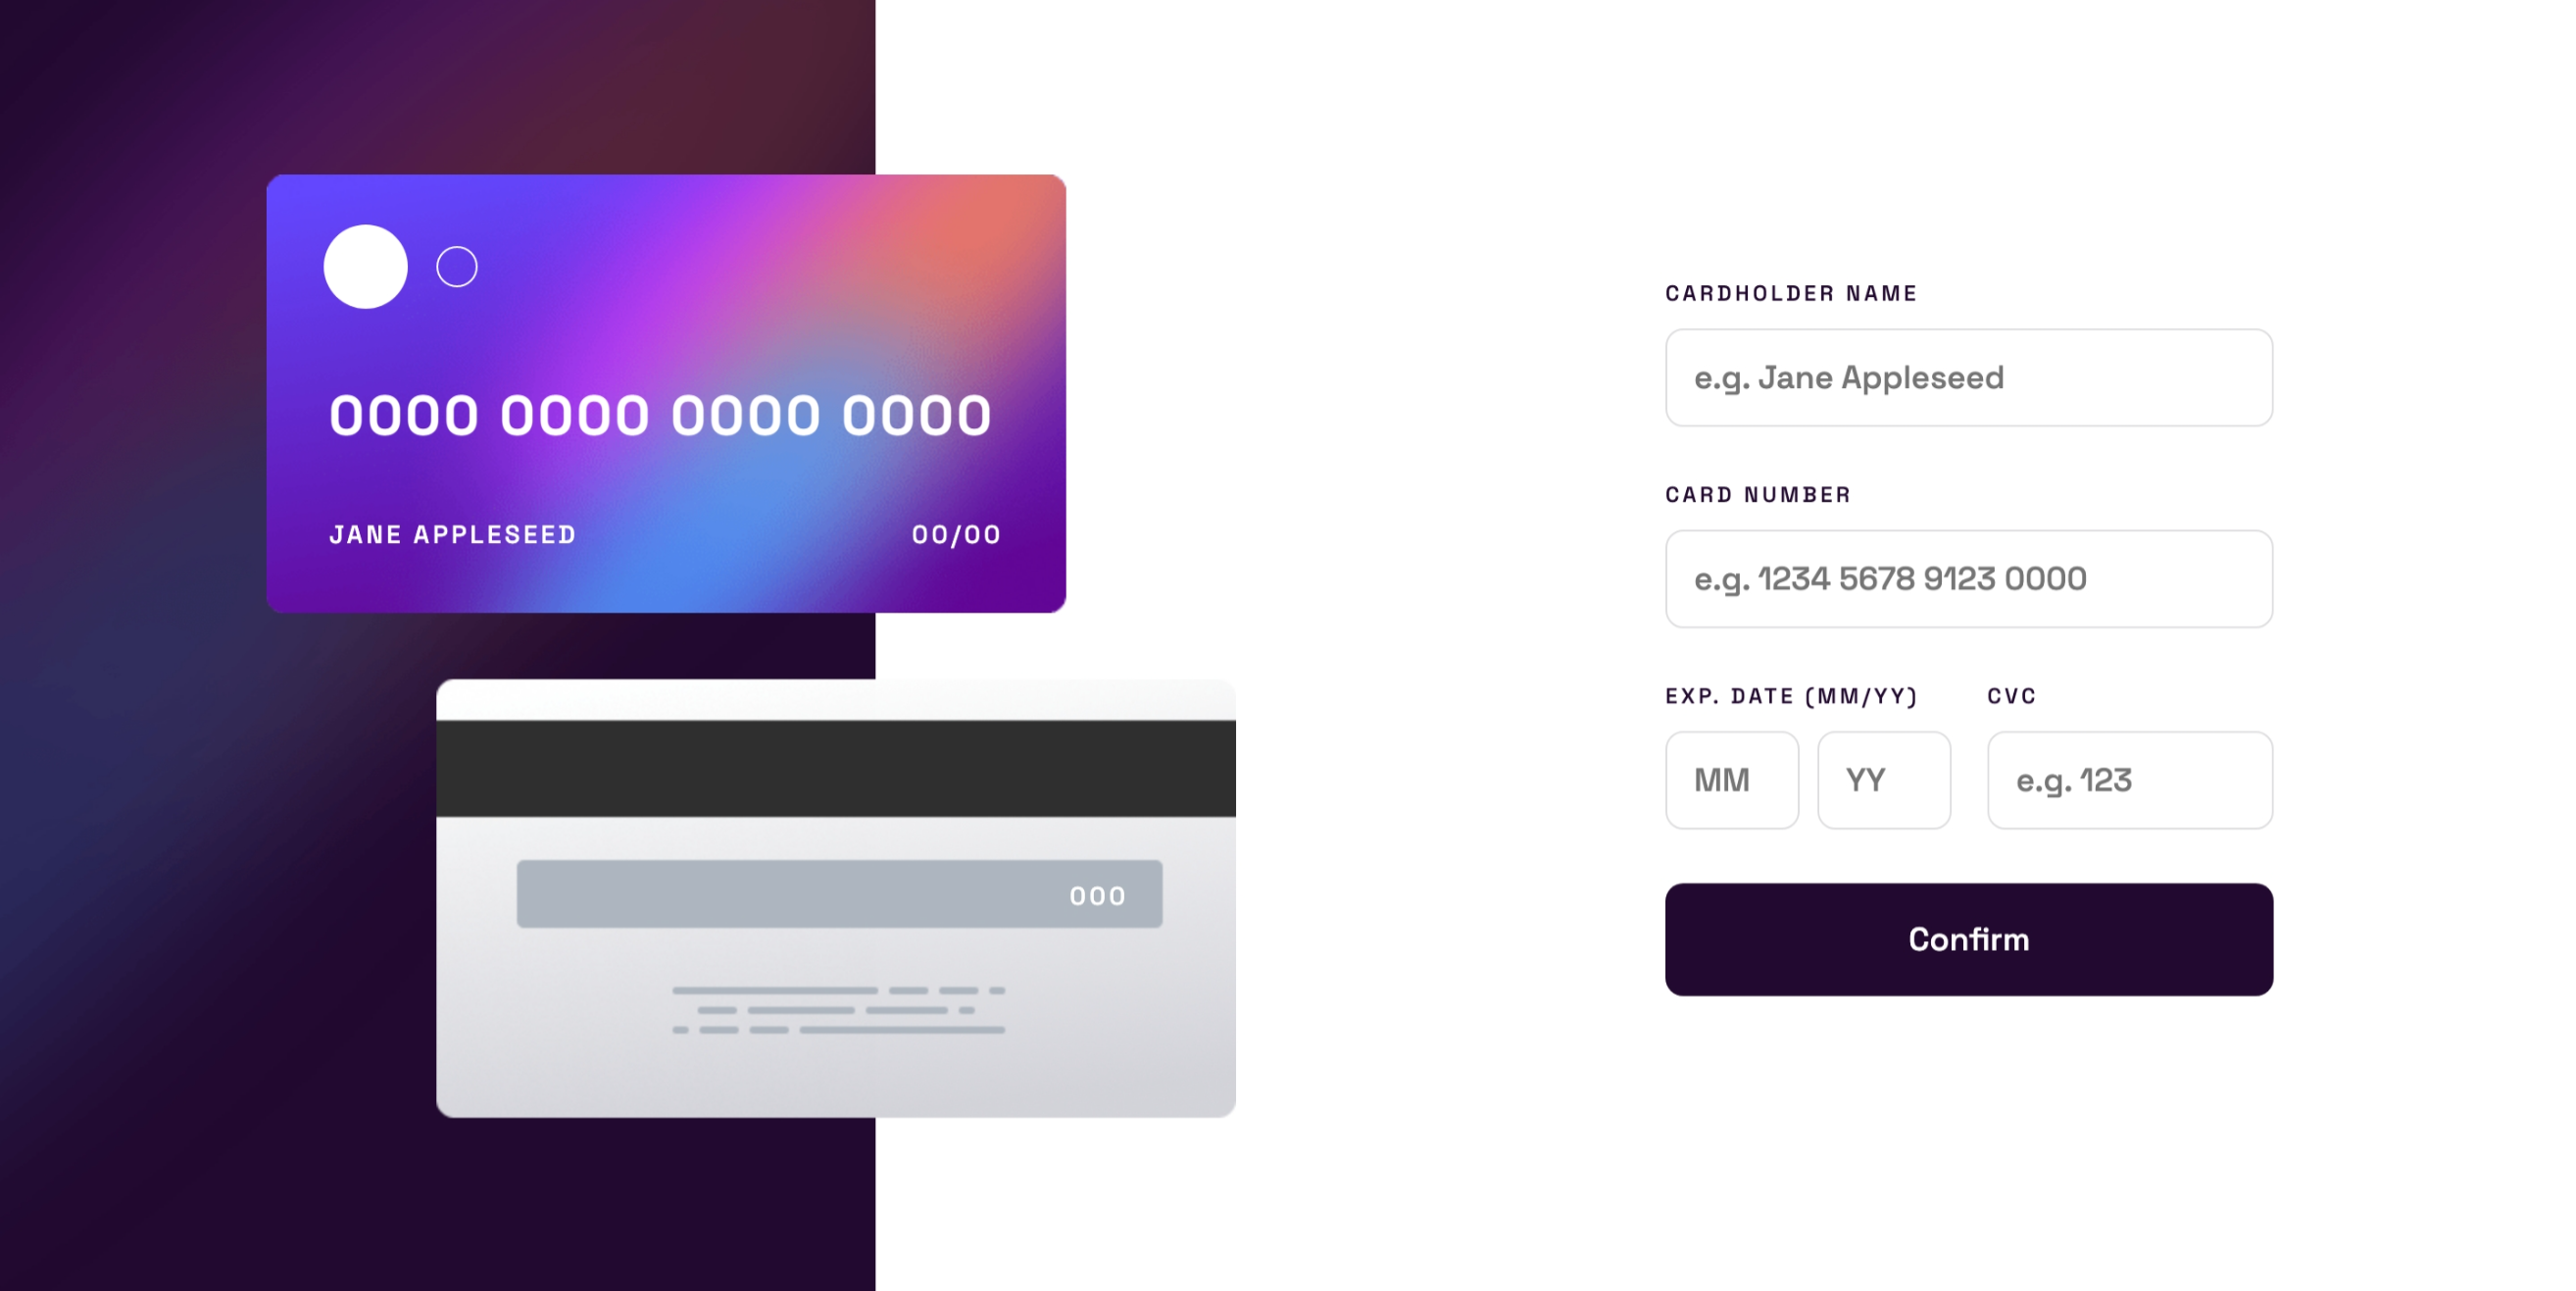 0000 0000 0000 0000
JANE APPLESEED 00/00
000
CARDHOLDER NAME
e.g. Jane Appleseed
CARD NUMBER
e.g. 1234 5678 9123 0000
EXP. DATE (MM/YY) CVC
MM YY e.g. 123
Confirm